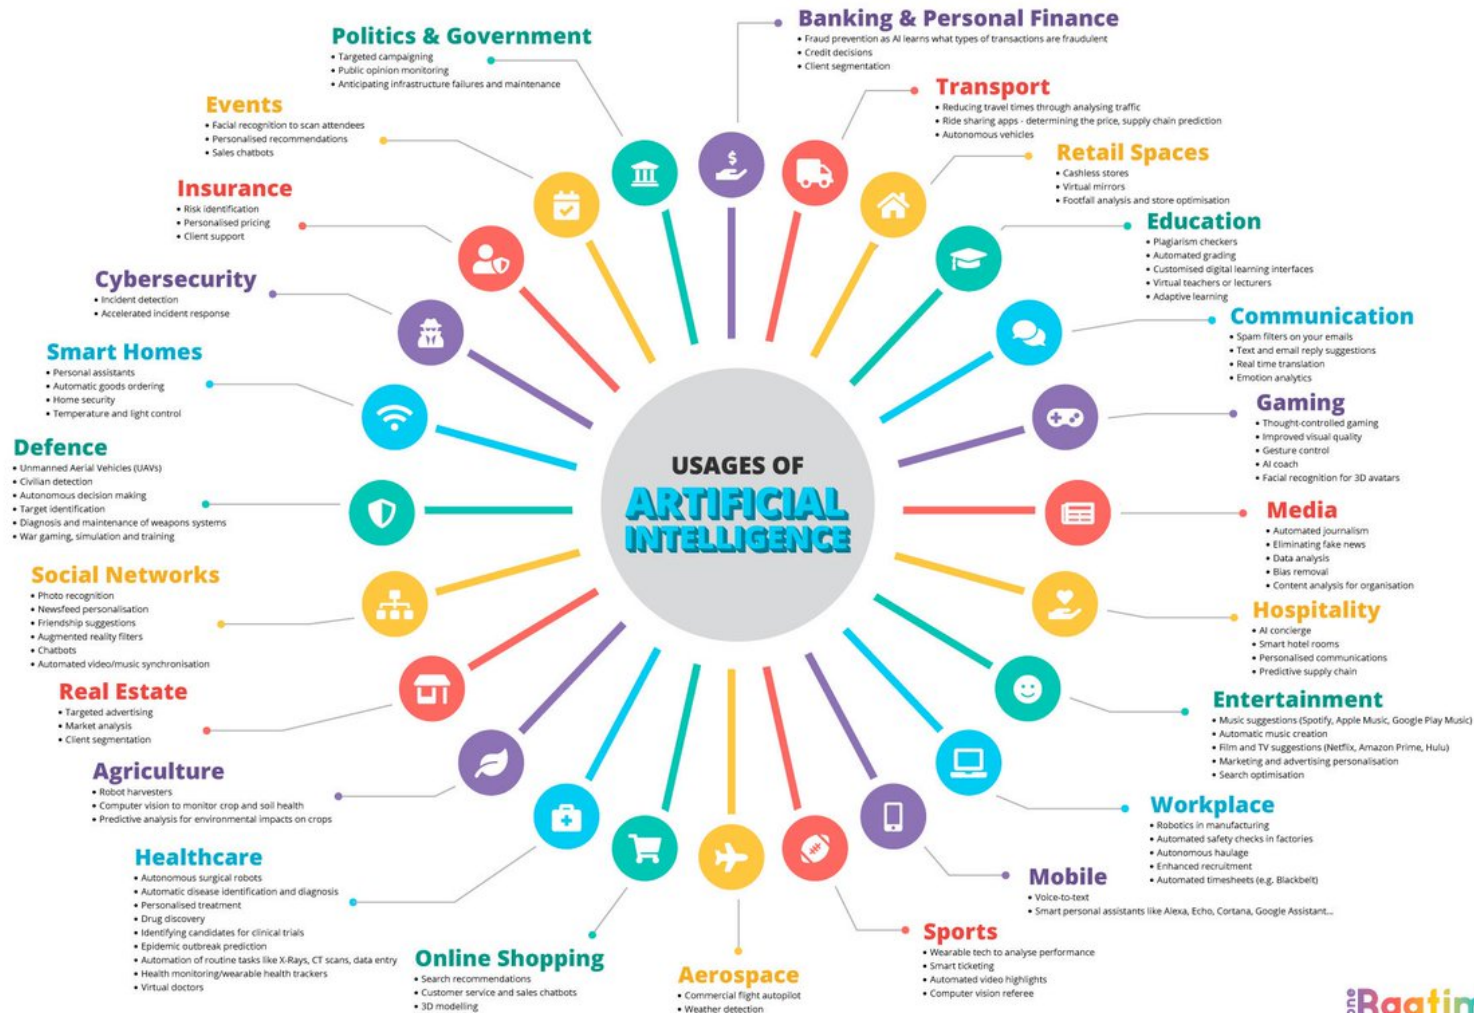 USAGES OF
ARTIFICIAL
INTELLIGENCE
Banking & Personal Finance
• Fraud prevention as AI learns what types of transactions are fraudulent
• Credit decisions
• Client segmentation
Transport
• Reducing travel times through analysing traffic
• Ride sharing apps - determining the price, supply chain prediction
• Autonomous vehicles
Retail Spaces
• Cashless stores
• Virtual mirrors
• Footfall analysis and store optimisation
Education
• Plagiarism checkers
• Automated grading
• Customised digital learning interfaces
• Virtual teachers or lecturers
• Adaptive learning
Communication
• Spam filters on your emails
• Text and email reply suggestions
• Real time translation
• Emotion analytics
Gaming
• Thought-controlled gaming
• Improved visual quality
• Gesture control
• AI coach
• Facial recognition for 3D avatars
Media
• Automated journalism
• Eliminating fake news
• Data analysis
• Bias removal
• Content analysis for organisation
Hospitality
• AI concierge
• Smart hotel rooms
• Personalised communications
• Predictive supply chain
Entertainment
• Music suggestions (Spotify, Apple Music, Google Play Music)
• Automatic music creation
• Film and TV suggestions (Netflix, Amazon Prime, Hulu)
• Marketing and advertising personalisation
• Search optimisation
Workplace
• Robotics in manufacturing
• Automated safety checks in factories
• Autonomous haulage
• Enhanced recruitment
• Automated timesheets (e.g. Blackbelt)
Mobile
• Voice-to-text
• Smart personal assistants like Alexa, Echo, Cortana, Google Assistant...
Sports
• Wearable tech to analyse performance
• Smart ticketing
• Automated video highlights
• Computer vision referee
Aerospace
• Commercial flight autopilot
• Weather detection
Online Shopping
• Search recommendations
• Customer service and sales chatbots
• 3D modelling
Healthcare
• Autonomous surgical robots
• Automatic disease identification and diagnosis
• Personalised treatment
• Drug discovery
• Identifying candidates for clinical trials
• Epidemic outbreak prediction
• Automation of routine tasks like X-Rays, CT scans, data entry
• Health monitoring/wearable health trackers
• Virtual doctors
Agriculture
• Robot harvesters
• Computer vision to monitor crop and soil health
• Predictive analysis for environmental impacts on crops
Real Estate
• Targeted advertising
• Market analysis
• Client segmentation
Social Networks
• Photo recognition
• Newsfeed personalisation
• Friendship suggestions
• Augmented reality filters
• Chatbots
• Automated video/music synchronisation
Defence
• Unmanned Aerial Vehicles (UAVs)
• Civilian detection
• Autonomous decision making
• Target identification
• Diagnosis and maintenance of weapons systems
• War gaming, simulation and training
Smart Homes
• Personal assistants
• Automatic goods ordering
• Home security
• Temperature and light control
Cybersecurity
• Incident detection
• Accelerated incident response
Insurance
• Risk identification
• Personalised pricing
• Client support
Events
• Facial recognition to scan attendees
• Personalised recommendations
• Sales chatbots
Politics & Government
• Targeted campaigning
• Public opinion monitoring
• Anticipating infrastructure failures and maintenance